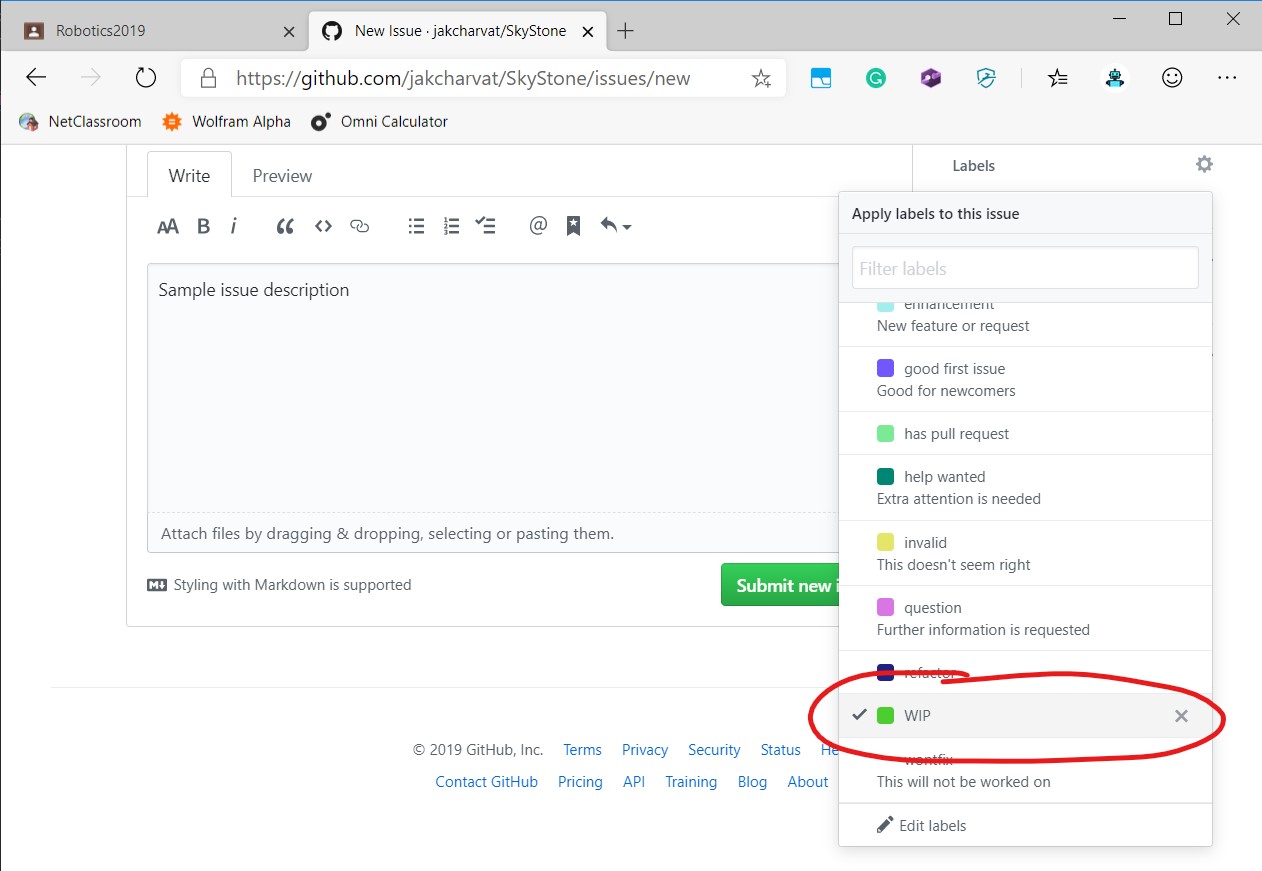 Robotics2019
New Issue · jakcharvat/SkyStone
https://github.com/jakcharvat/SkyStone/issues/new
NetClassroom
Wolfram Alpha
Omni Calculator
Write
Preview
Labels
AA B i
Apply labels to this issue
Filter labels
Sample issue description
enhancement
New feature or request
good first issue
Good for newcomers
has pull request
help wanted
Extra attention is needed
invalid
This doesn't seem right
question
Further information is requested
refactor
WIP
wontfix
This will not be worked on
Edit labels
Attach files by dragging & dropping, selecting or pasting them.
Styling with Markdown is supported
Submit new i
© 2019 GitHub, Inc. Terms Privacy Security Status He
Contact GitHub Pricing API Training Blog About